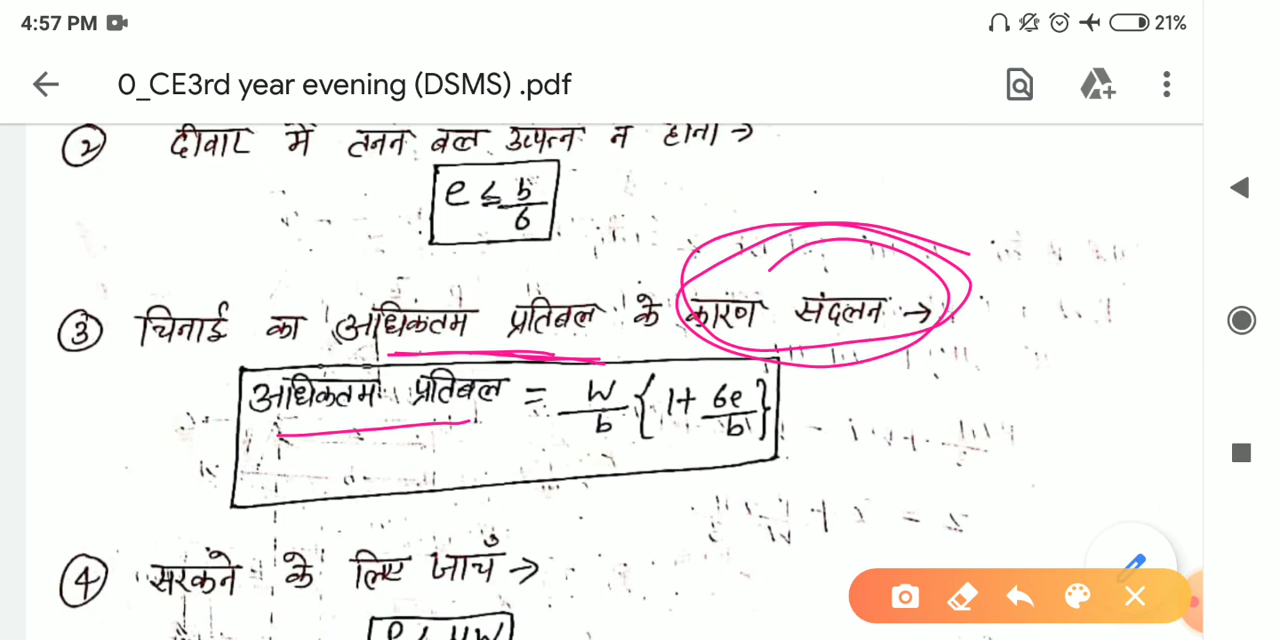 4:57 PM 21%
0_CE3rd year evening (DSMS) .pdf
② दीवार में तनन बल उत्पन्न न होना →
e ≤ b/6
③ चिनाई का अधिकतम प्रतिबल के कारण संदलन →
अधिकतम प्रतिबल = W/b {1+ 6e/b}
④ सरकने के लिए जाचँ →